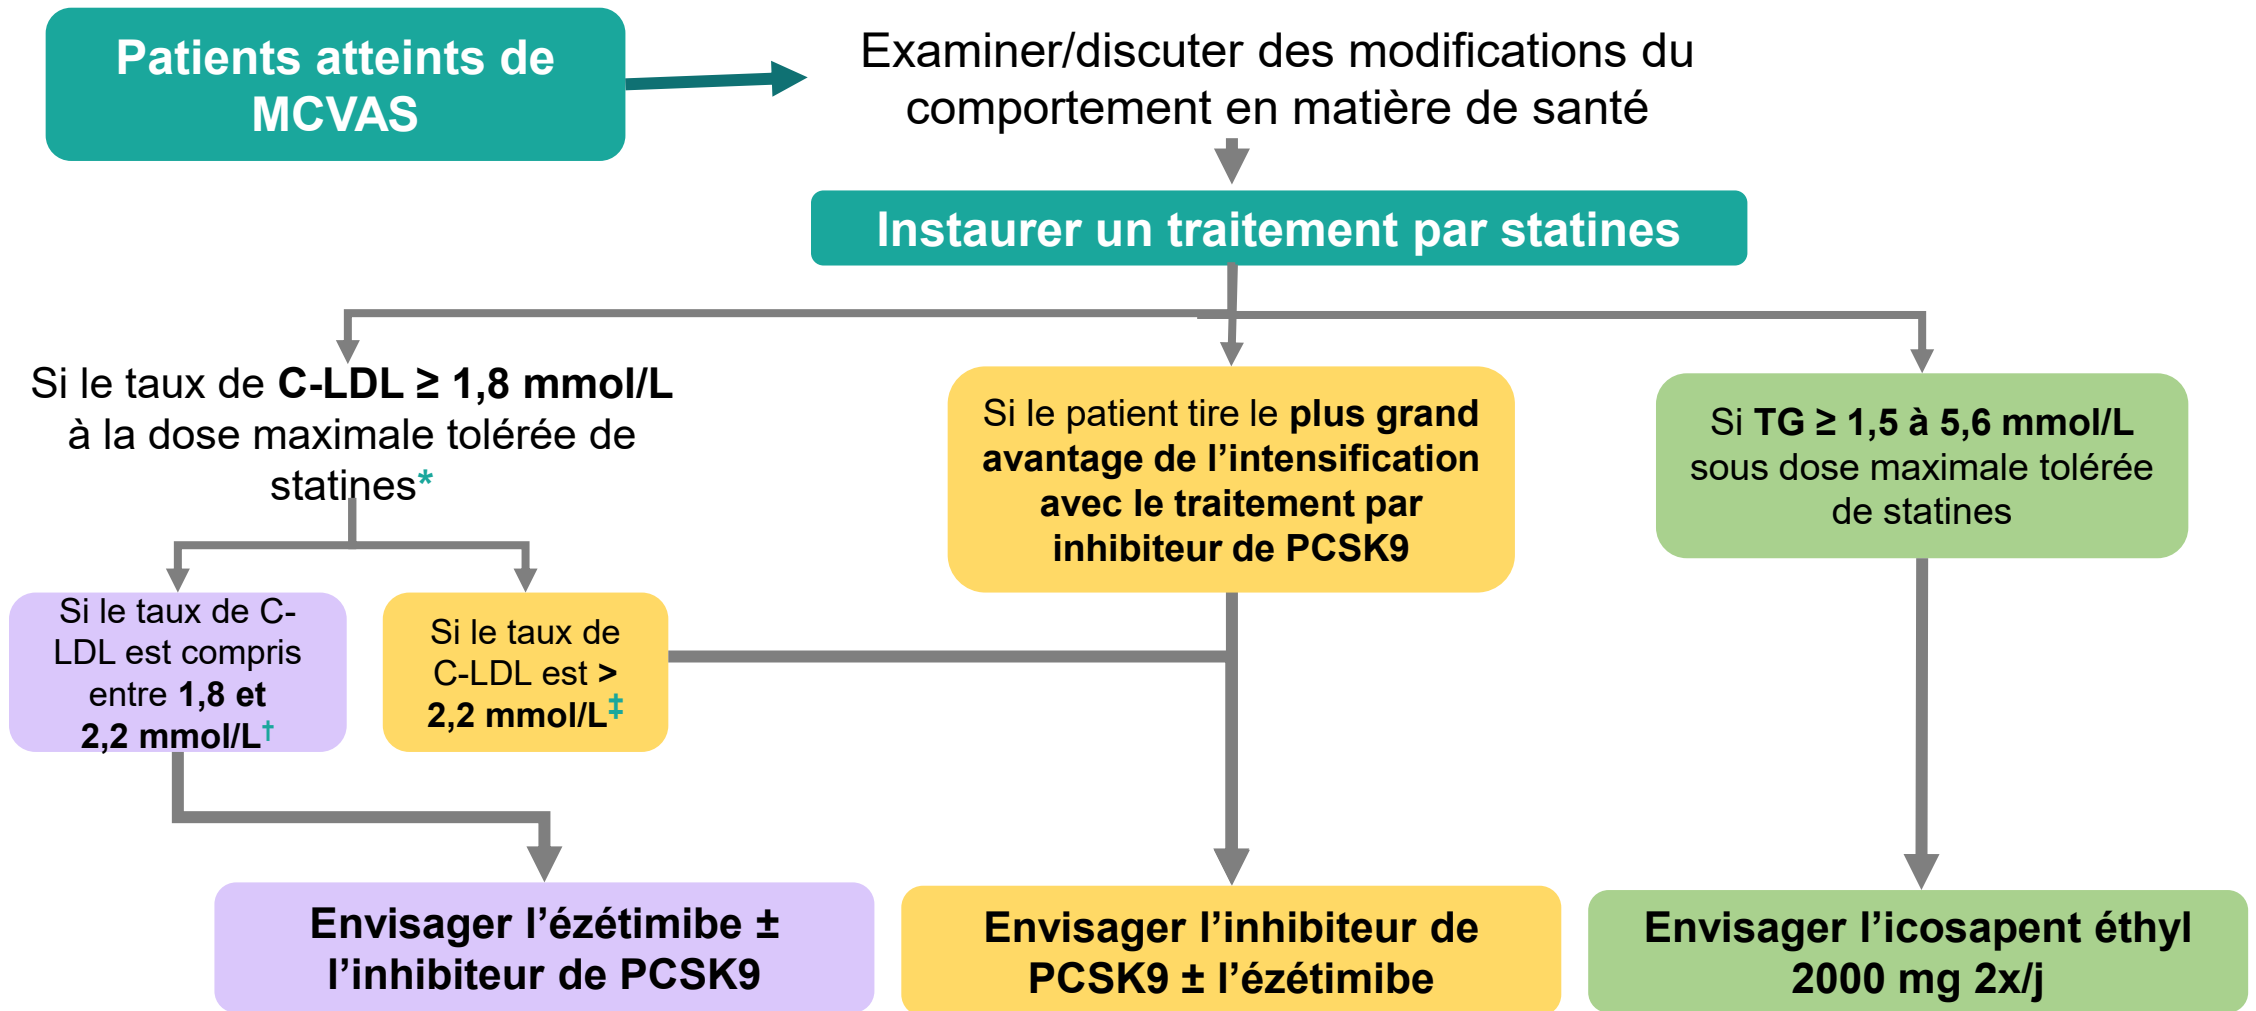 Patients atteints de
MCVAS
Examiner/discuter des modifications du
comportement en matière de santé
Instaurer un traitement par statines
Si le taux de C-LDL ≥ 1,8 mmol/L
à la dose maximale tolérée de
statines*
Si le patient tire le plus grand
avantage de l’intensification
avec le traitement par
inhibiteur de PCSK9
Si TG ≥ 1,5 à 5,6 mmol/L
sous dose maximale tolérée
de statines
Si le taux de C-
LDL est compris
entre 1,8 et
2,2 mmol/L†
Si le taux de
C-LDL est >
2,2 mmol/L‡
Envisager l’ézétimibe ±
l’inhibiteur de PCSK9
Envisager l’inhibiteur de
PCSK9 ± l’ézétimibe
Envisager l’icosapent éthyl
2000 mg 2x/j